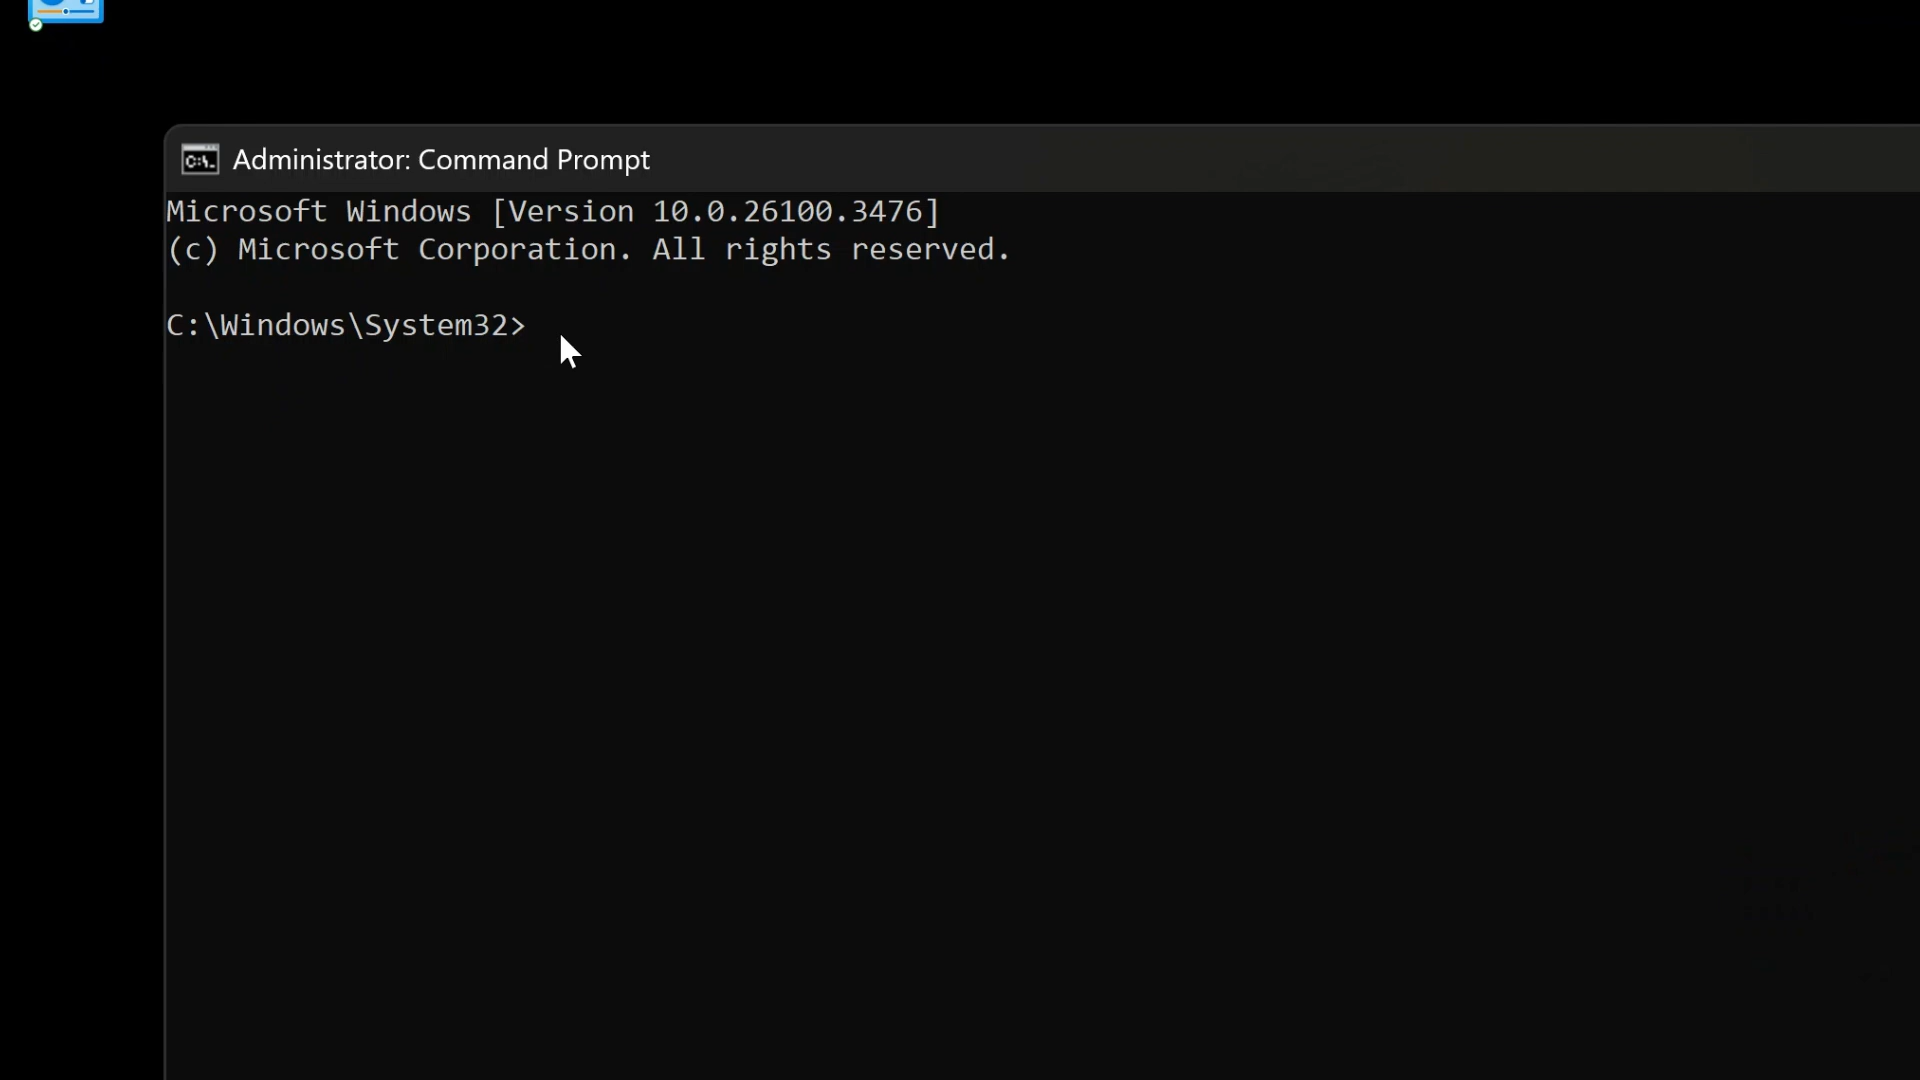 Administrator: Command Prompt
Microsoft Windows [Version 10.0.26100.3476]
(c) Microsoft Corporation. All rights reserved.
C:\Windows\System32>